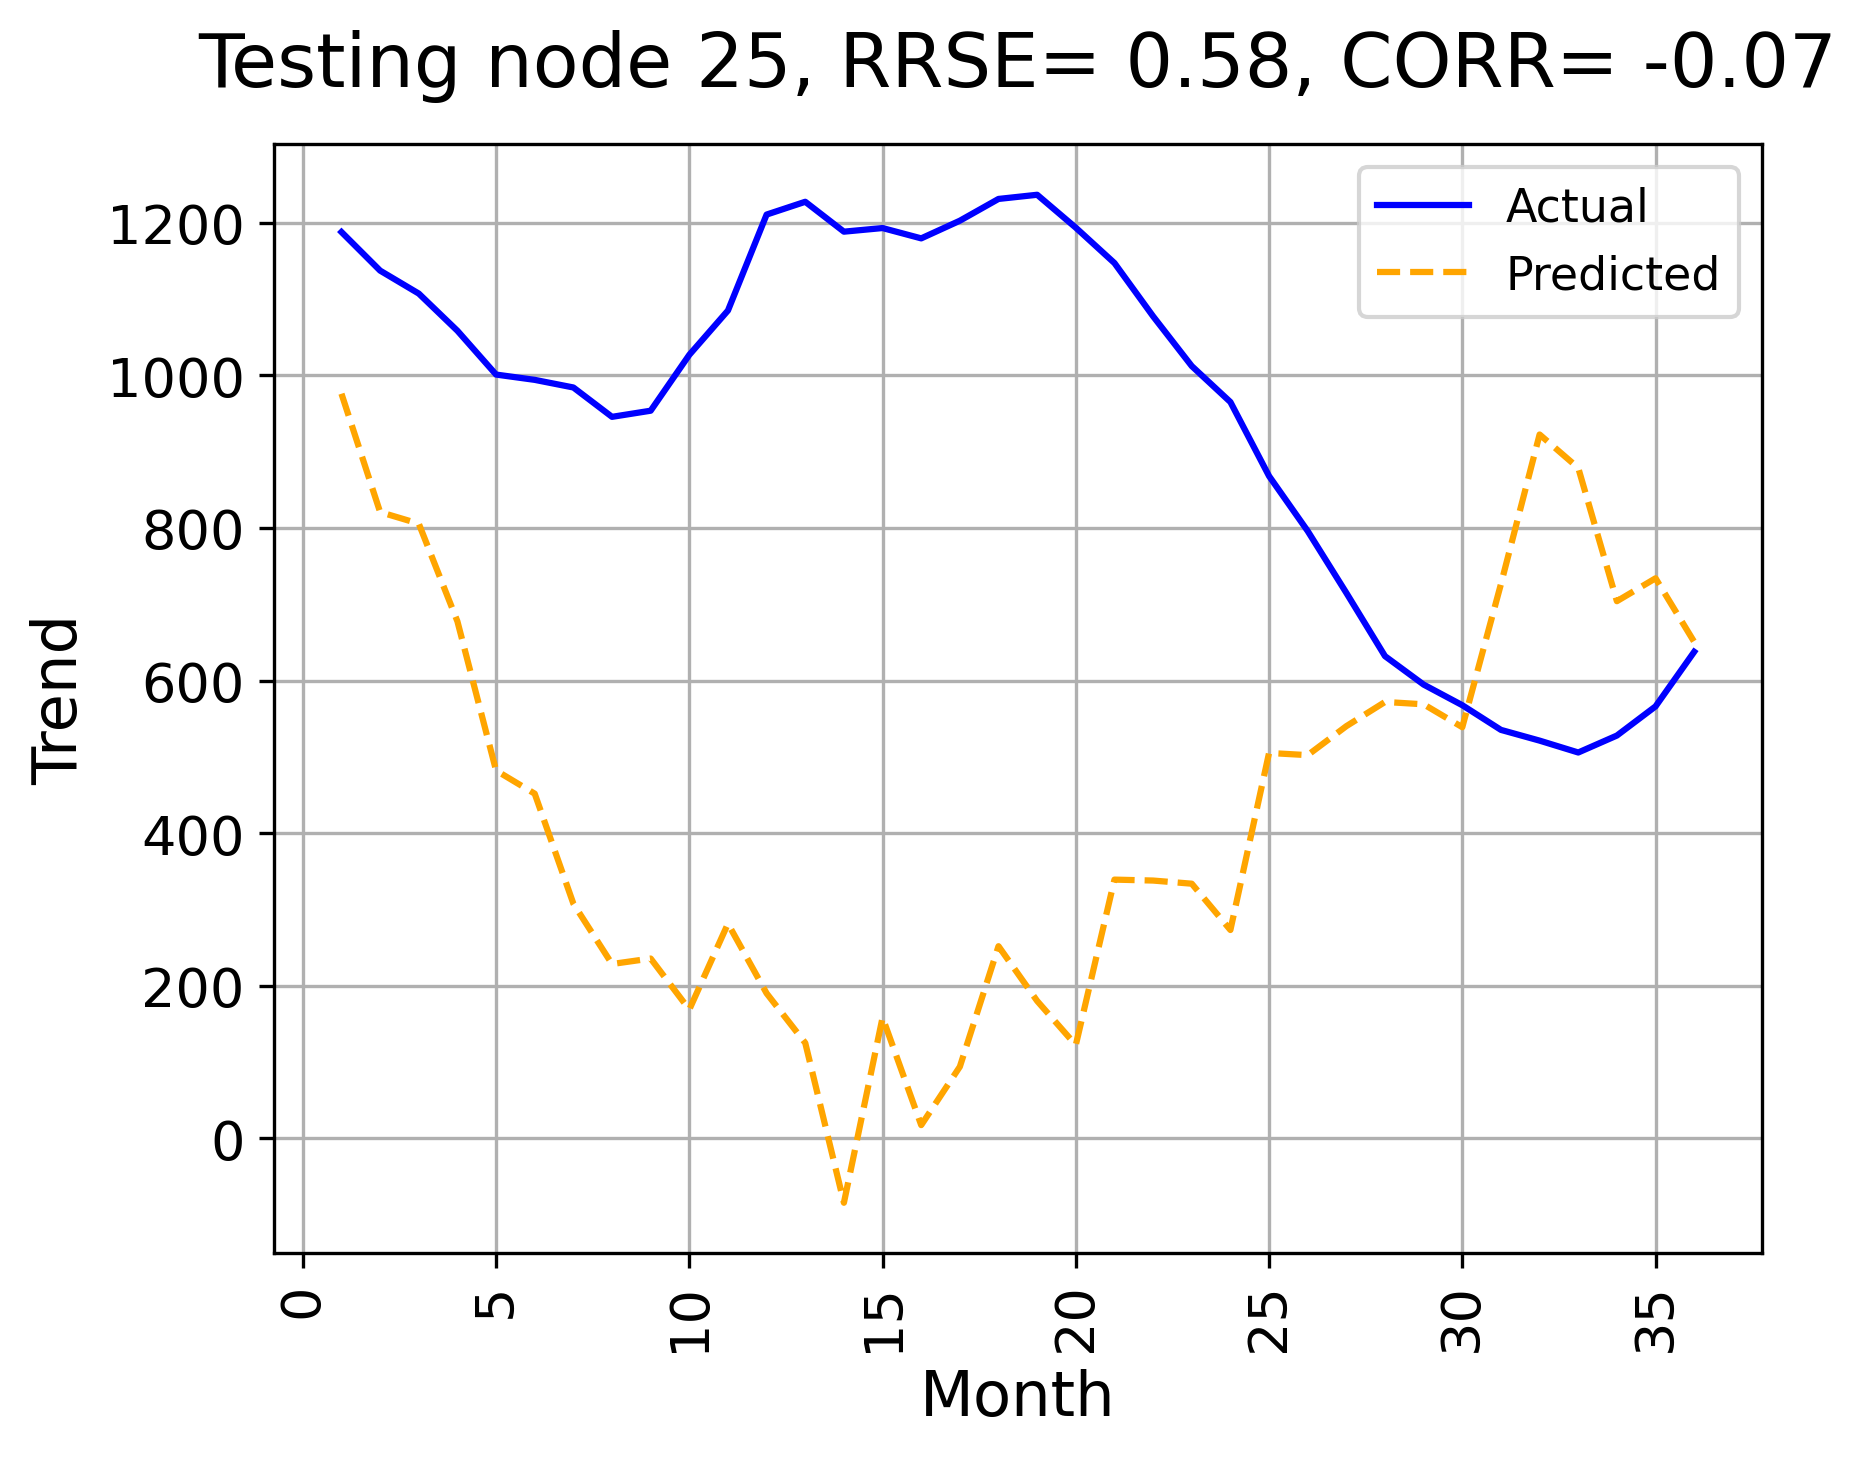 Testing node 25, RRSE= 0.58, CORR= -0.07
Actual
Predicted
1200
1000
800
600
400
200
0
Trend
0 5 10 15 20 25 30 35
Month